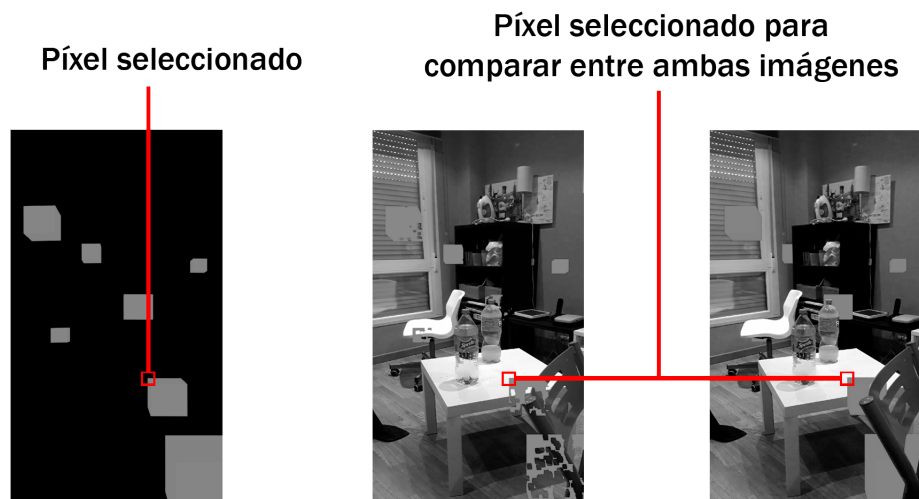 Píxel seleccionado
Píxel seleccionado para
comparar entre ambas imágenes